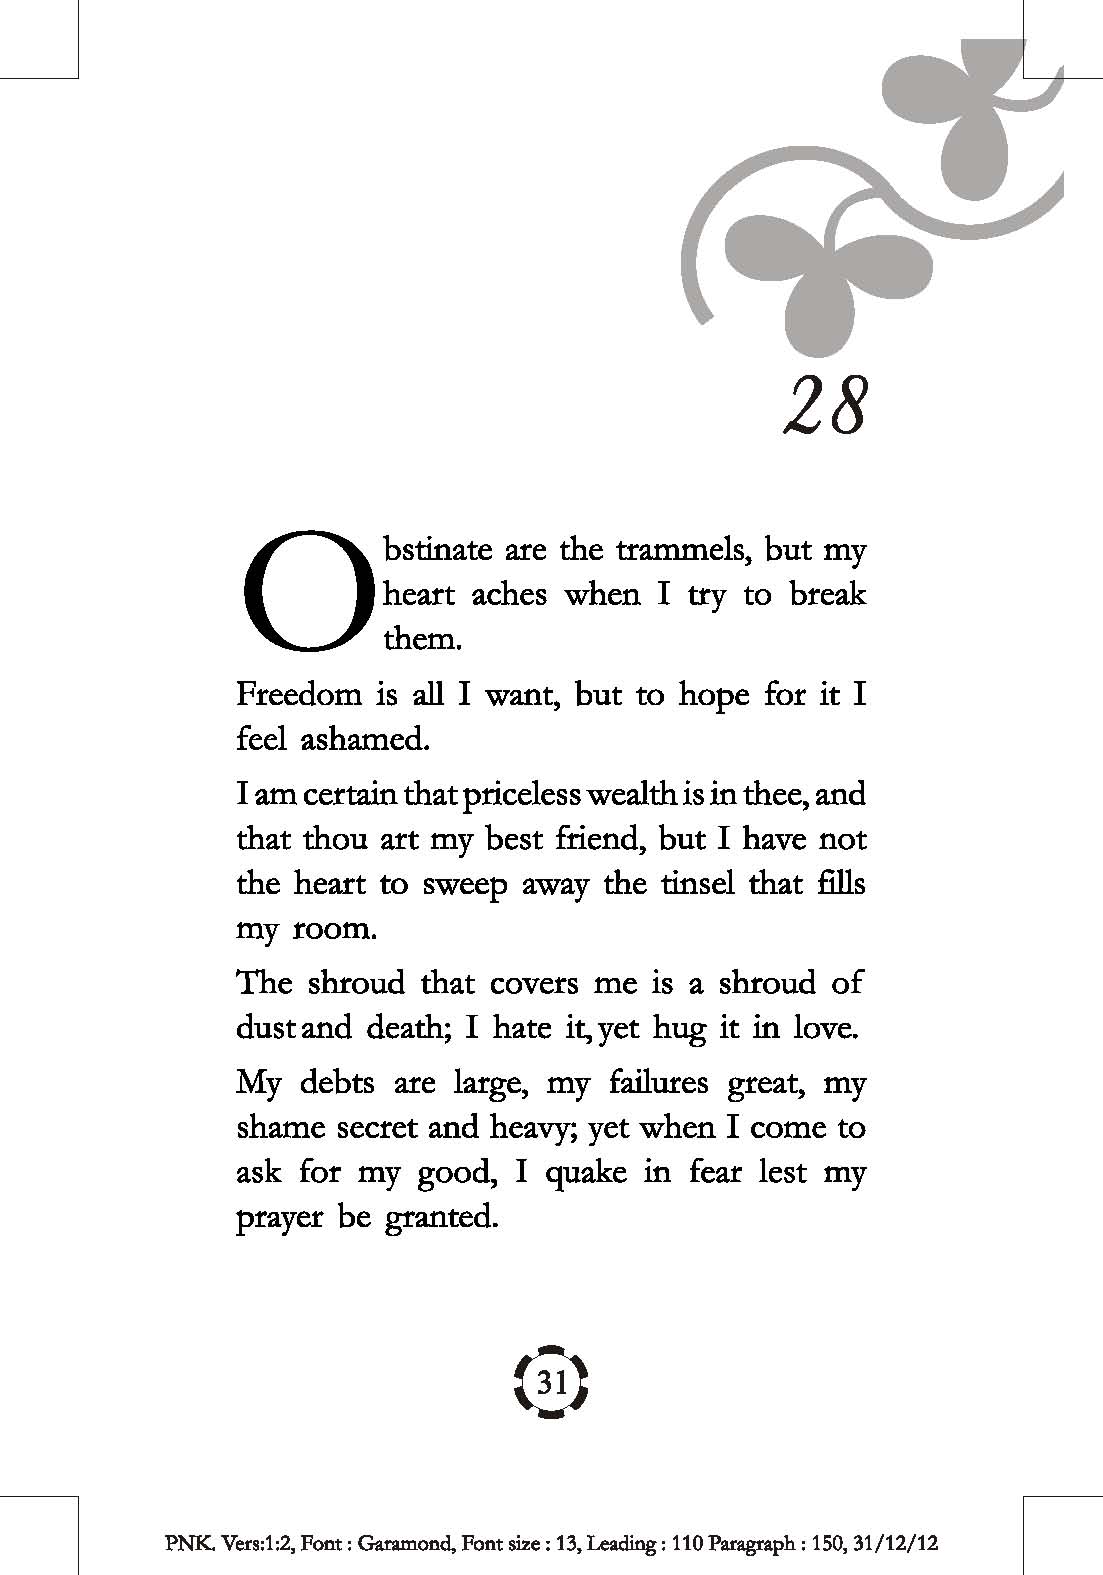 28
Obstinate are the trammels, but my
heart aches when I try to break
them.
Freedom is all I want, but to hope for it I
feel ashamed.
I am certain that priceless wealth is in thee, and
that thou art my best friend, but I have not
the heart to sweep away the tinsel that fills
my room.
The shroud that covers me is a shroud of
dust and death; I hate it, yet hug it in love.
My debts are large, my failures great, my
shame secret and heavy; yet when I come to
ask for my good, I quake in fear lest my
prayer be granted.
31
PNK. Vers:1:2, Font : Garamond, Font size : 13, Leading : 110 Paragraph : 150, 31/12/12